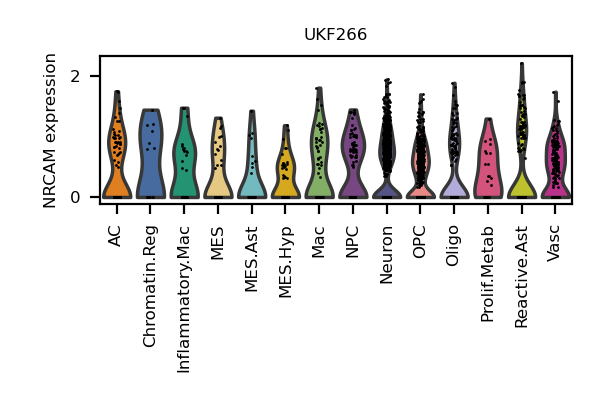 UKF266
NRCAM expression
2
0
AC
Chromatin.Reg
Inflammatory.Mac
MES
MES.Ast
MES.Hyp
Mac
NPC
Neuron
OPC
Oligo
Prolif.Metab
Reactive.Ast
Vasc